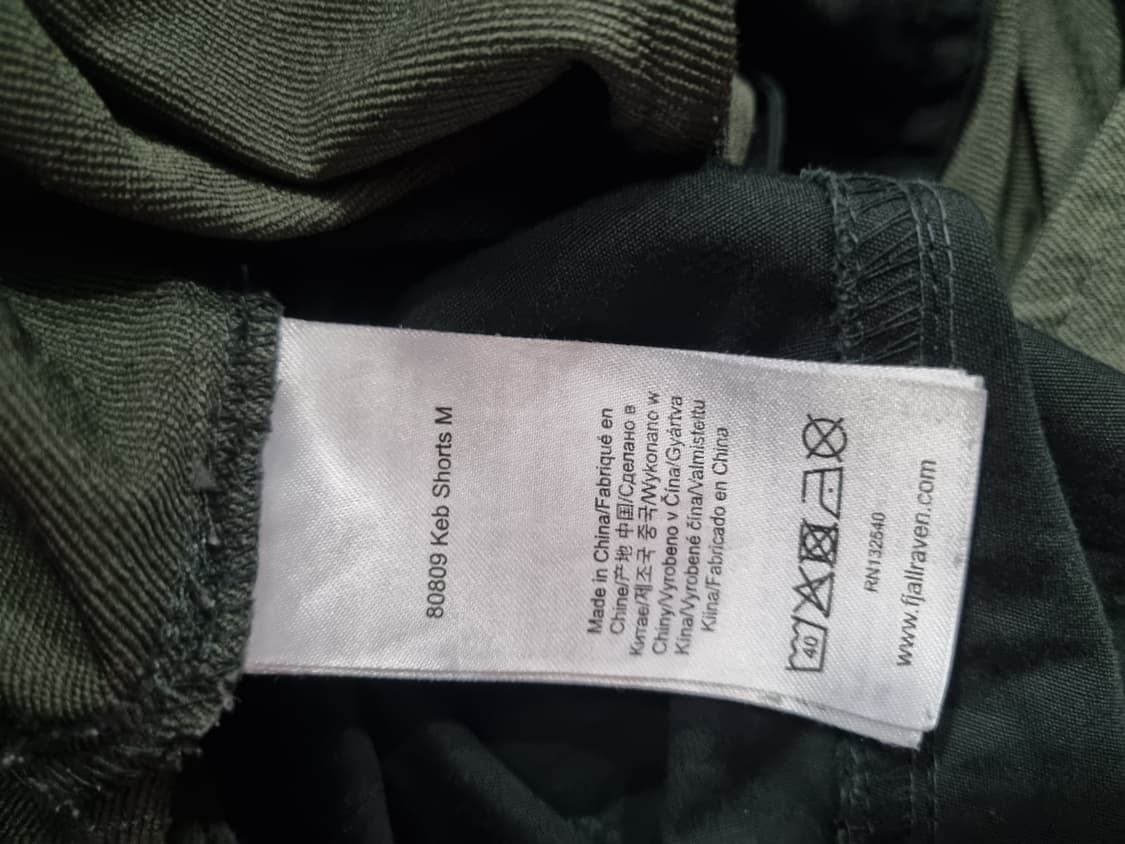 80809 Keb Shorts M
Made in China/Fabriqué en
Chine/产地 中国/Сделано в
Китае/제조국 중국/Wykonano w
Chiny/Vyrobeno v Čína/Gyártva
Kína/Vyrobené čína/Valmistettu
Kiina/Fabricado en China
40
RN132640
www.fjallraven.com